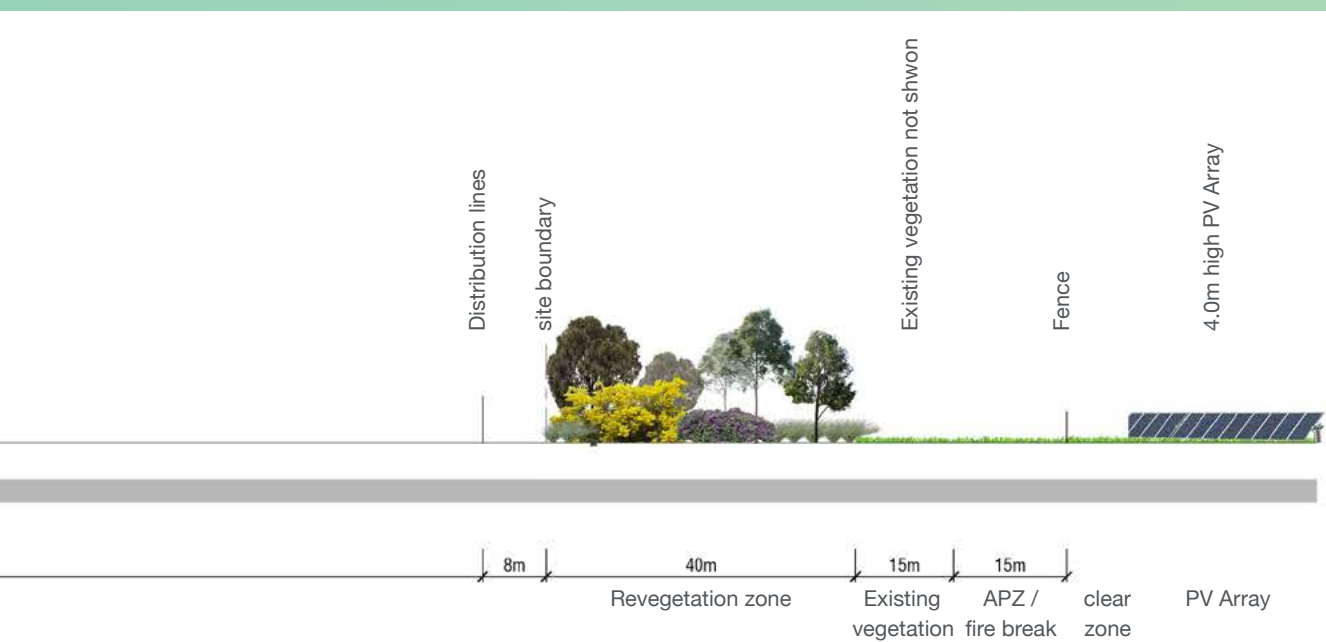 Distribution lines
site boundary
Existing vegetation not shwon
Fence
4.0m high PV Array
8m
40m
15m
15m
Revegetation zone
Existing
vegetation
APZ /
fire break
clear
zone
PV Array